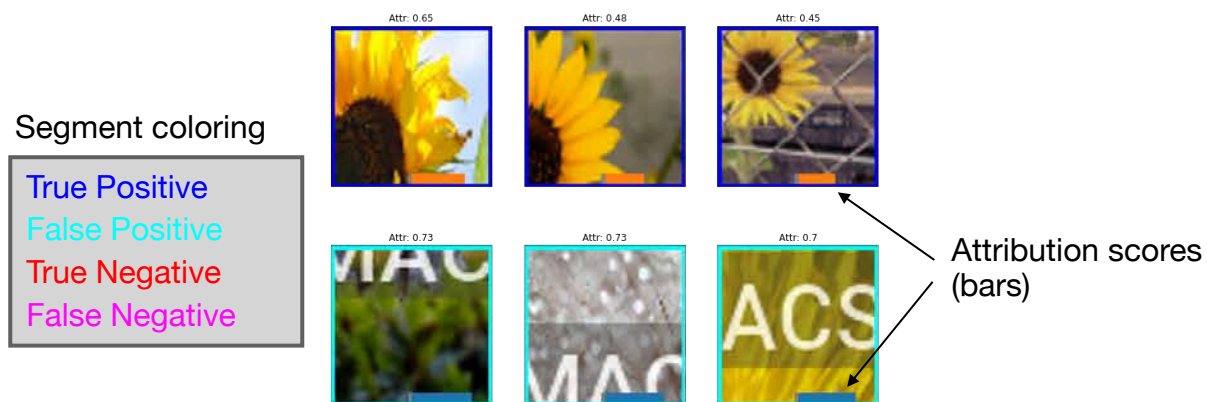 Attr: 0.65
Attr: 0.48
Attr: 0.45
Segment coloring
True Positive
False Positive
True Negative
False Negative
Attr: 0.73
Attr: 0.73
Attr: 0.7
MAC
MAC
ACS
Attribution scores
(bars)